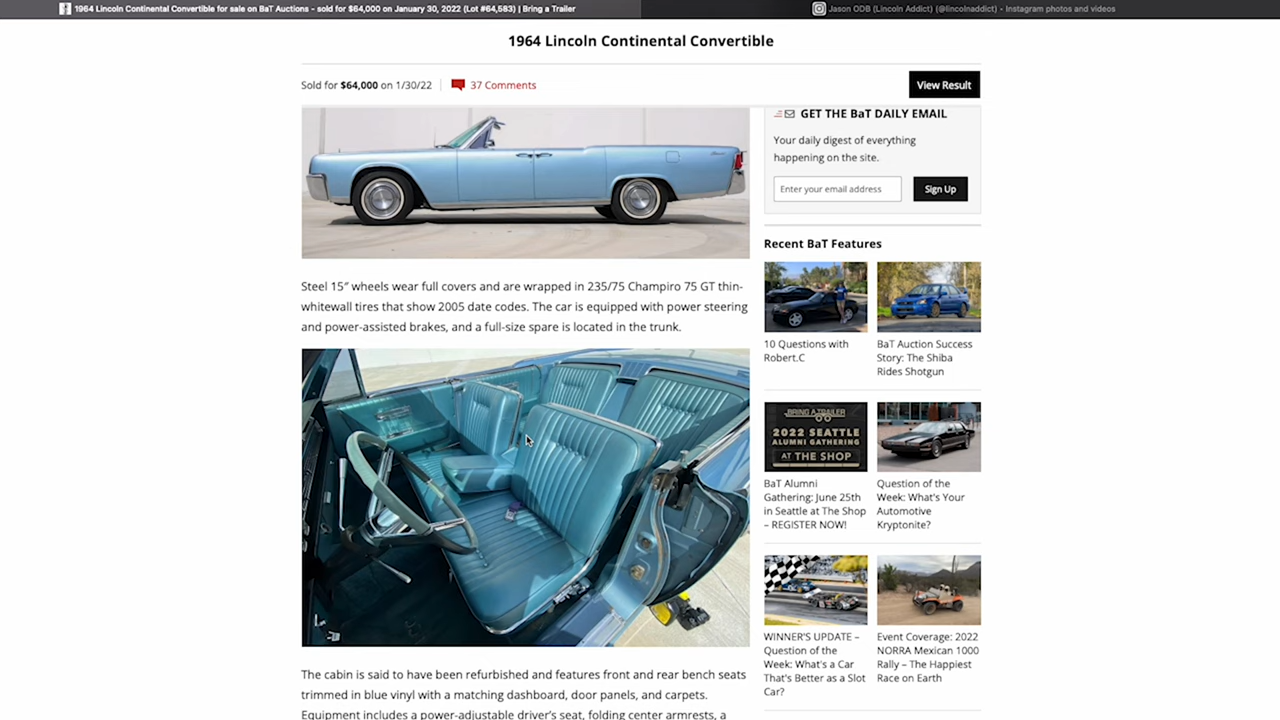 1964 Lincoln Continental Convertible for sale on BaT Auctions - sold for $64,000 on January 30, 2022 (Lot #64,583) | Bring a Trailer
Jason ODB (Lincoln Addict) (@lincolnaddict) • Instagram photos and videos
1964 Lincoln Continental Convertible
Sold for $64,000 on 1/30/22
37 Comments
View Result
Steel 15″ wheels wear full covers and are wrapped in 235/75 Champiro 75 GT thin-
whitewall tires that show 2005 date codes. The car is equipped with power steering
and power-assisted brakes, and a full-size spare is located in the trunk.
The cabin is said to have been refurbished and features front and rear bench seats
trimmed in blue vinyl with a matching dashboard, door panels, and carpets.
Equipment includes a power-adjustable driver's seat, folding center armrests, a
GET THE BaT DAILY EMAIL
Your daily digest of everything
happening on the site.
Enter your email address
Sign Up
Recent BaT Features
10 Questions with
Robert.C
BaT Auction Success
Story: The Shiba
Rides Shotgun
BRING A TRAILER
2022 SEATTLE
ALUMNI GATHERING
AT THE SHOP
BaT Alumni
Gathering: June 25th
in Seattle at The Shop
– REGISTER NOW!
Question of the
Week: What's Your
Automotive
Kryptonite?
WINNER'S UPDATE –
Question of the
Week: What's a Car
That's Better as a Slot
Car?
Event Coverage: 2022
NORRA Mexican 1000
Rally – The Happiest
Race on Earth